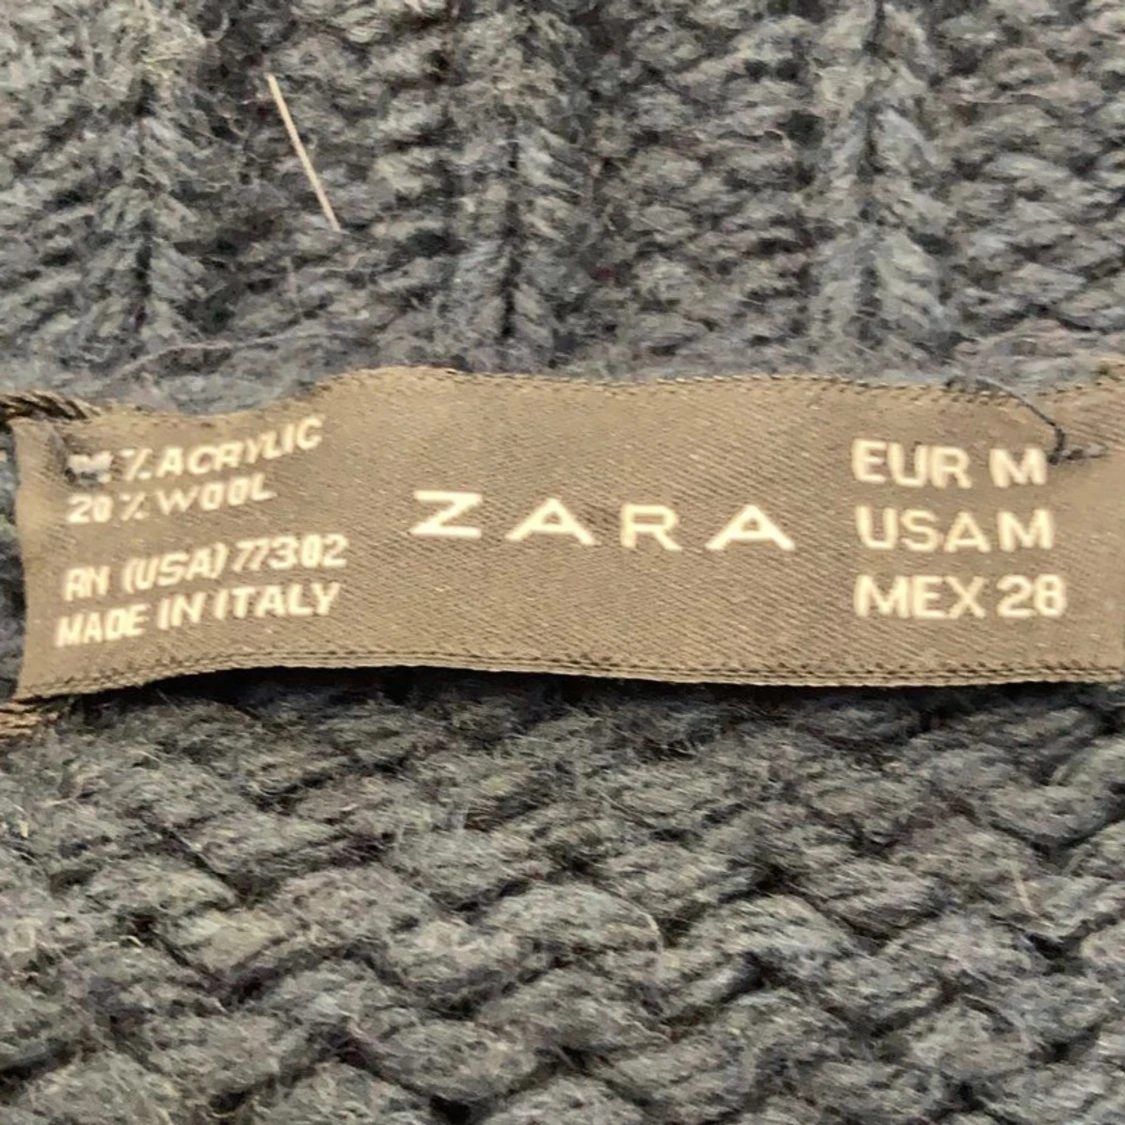 % ACRYLIC
20% WOOL
RN (USA) 77302
MADE IN ITALY
ZARA
EUR M
USA M
MEX 28